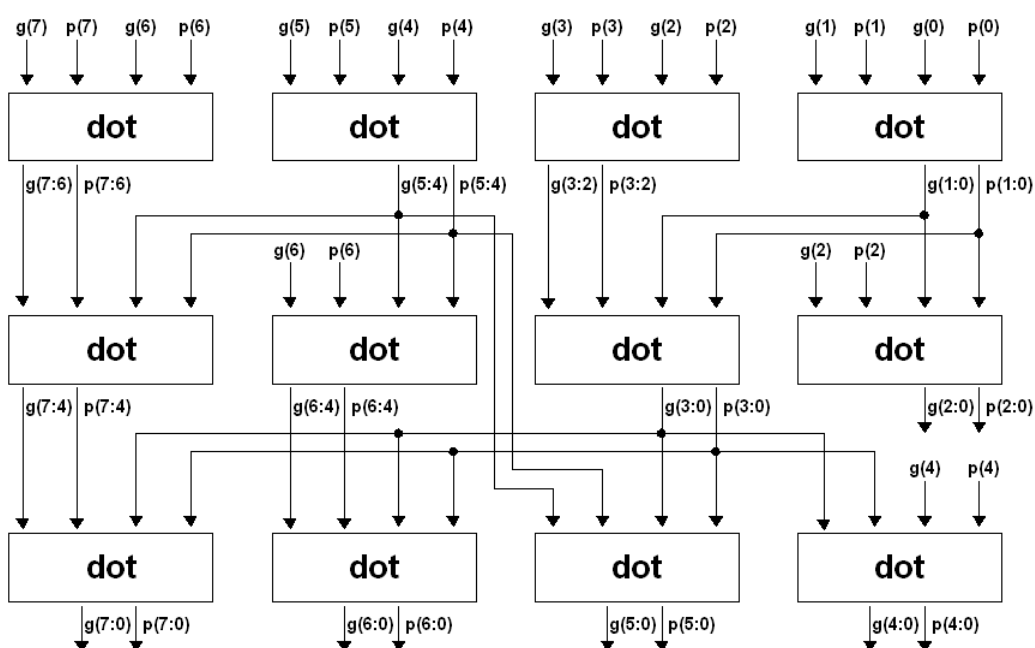 g(7) p(7) g(6) p(6) g(5) p(5) g(4) p(4) g(3) p(3) g(2) p(2) g(1) p(1) g(0) p(0)
dot dot dot dot
g(7:6) p(7:6) g(5:4) p(5:4) g(3:2) p(3:2) g(1:0) p(1:0)
g(6) p(6) g(2) p(2)
dot dot dot dot
g(7:4) p(7:4) g(6:4) p(6:4) g(3:0) p(3:0) g(2:0) p(2:0)
g(4) p(4)
dot dot dot dot
g(7:0) p(7:0) g(6:0) p(6:0) g(5:0) p(5:0) g(4:0) p(4:0)